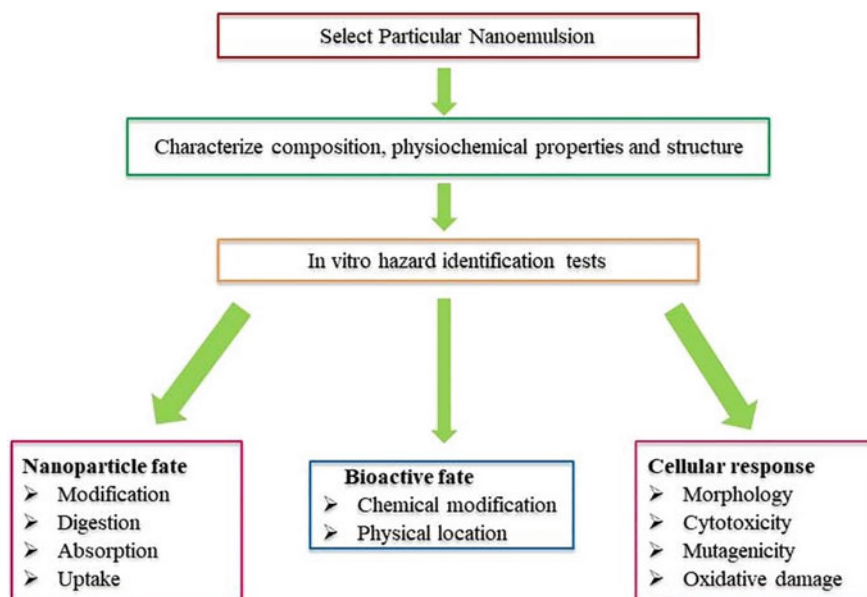 Select Particular Nanoemulsion
Characterize composition, physiochemical properties and structure
In vitro hazard identification tests
Nanoparticle fate
➢ Modification
➢ Digestion
➢ Absorption
➢ Uptake
Bioactive fate
➢ Chemical modification
➢ Physical location
Cellular response
➢ Morphology
➢ Cytotoxicity
➢ Mutagenicity
➢ Oxidative damage